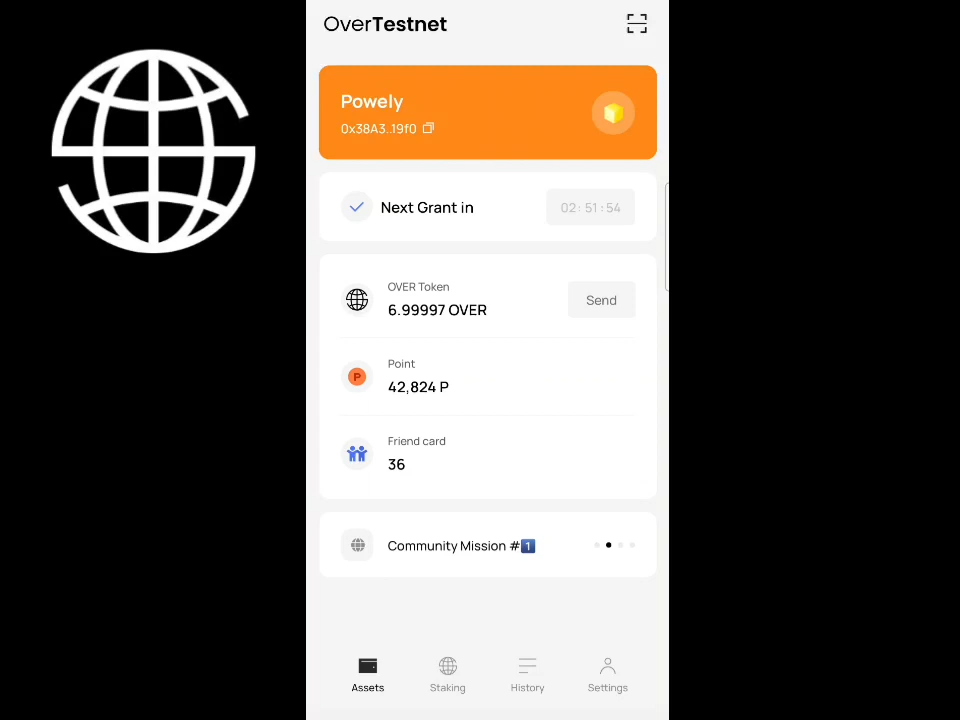 OverTestnet
Powely
0x38A3..19f0
Next Grant in
02: 51: 54
OVER Token
6.99997 OVER
Send
Point
P
42,824 P
Friend card
36
Community Mission #1️⃣
Assets
Staking
History
Settings